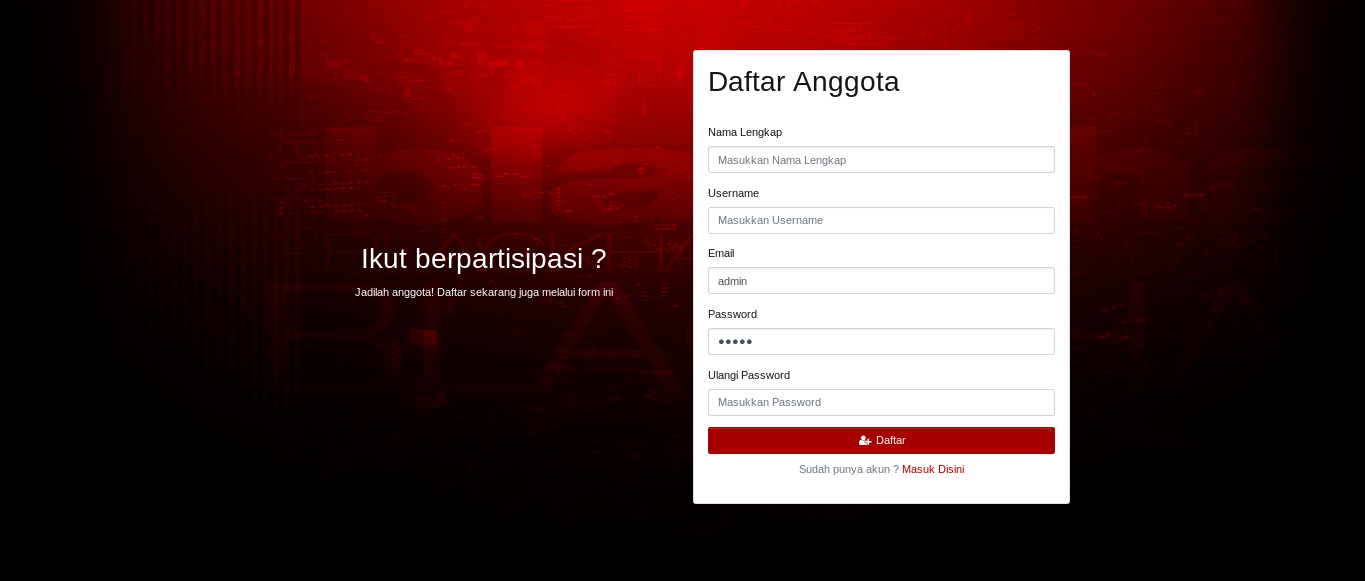 Daftar Anggota
Nama Lengkap
Masukkan Nama Lengkap
Username
Masukkan Username
Email
admin
Password
●●●●●
Ulangi Password
Masukkan Password
Daftar
Sudah punya akun ? Masuk Disini
Ikut berpartisipasi ?
Jadilah anggota! Daftar sekarang juga melalui form ini